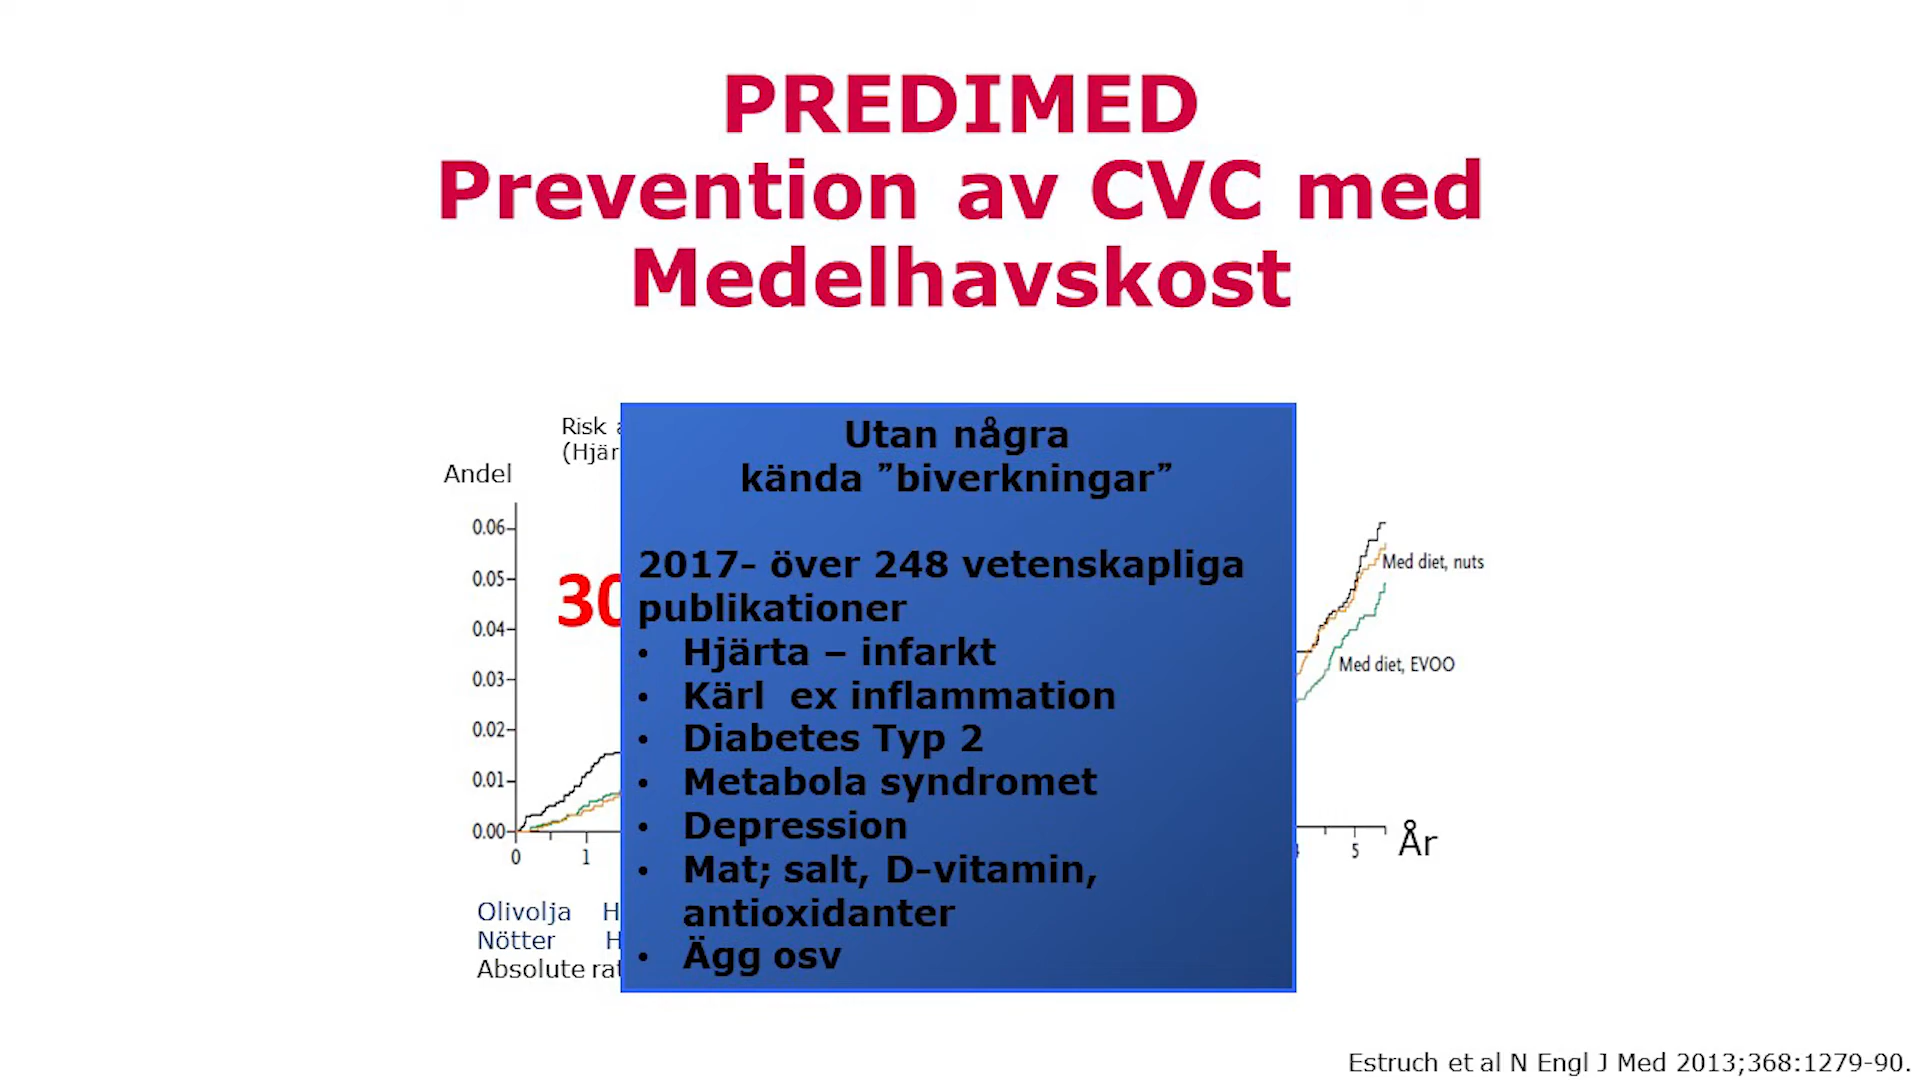 PREDIMED
Prevention av CVC med
Medelhavskost
Risk
(Hjär
Andel
0.06
0.05
0.04
0.03
0.02
0.01
0.00
0
1
5
År
30
Med diet, nuts
Med diet, EVOO
Utan några
kända ”biverkningar”
2017- över 248 vetenskapliga
publikationer
• Hjärta – infarkt
• Kärl ex inflammation
• Diabetes Typ 2
• Metabola syndromet
• Depression
• Mat; salt, D-vitamin,
antioxidanter
• Ägg osv
Olivolja H
Nötter H
Absolute rat
Estruch et al N Engl J Med 2013;368:1279-90.